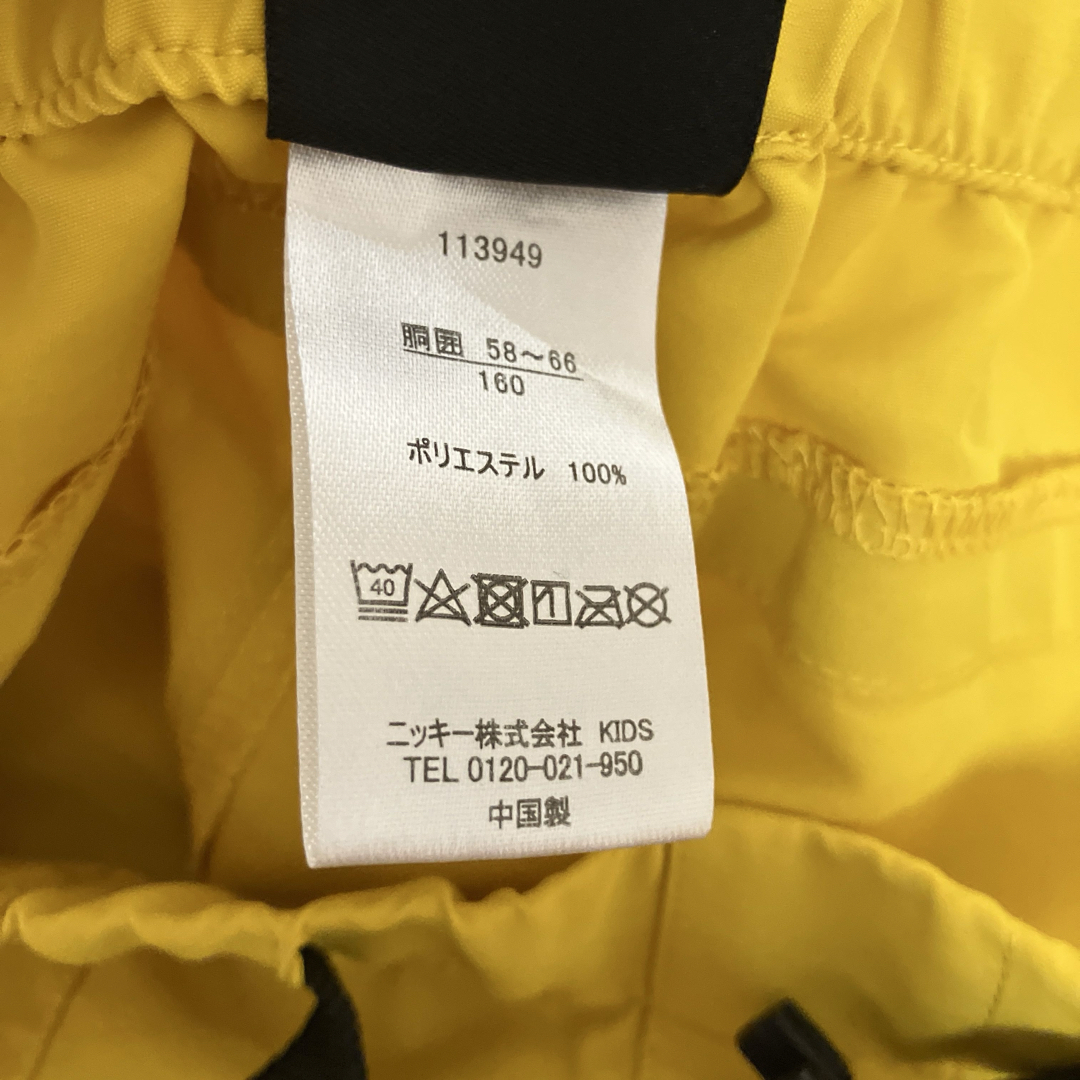 113949
胴囲 58～66
160
ポリエステル 100%
40
ニッキー株式会社 KIDS
TEL 0120-021-950
中国製